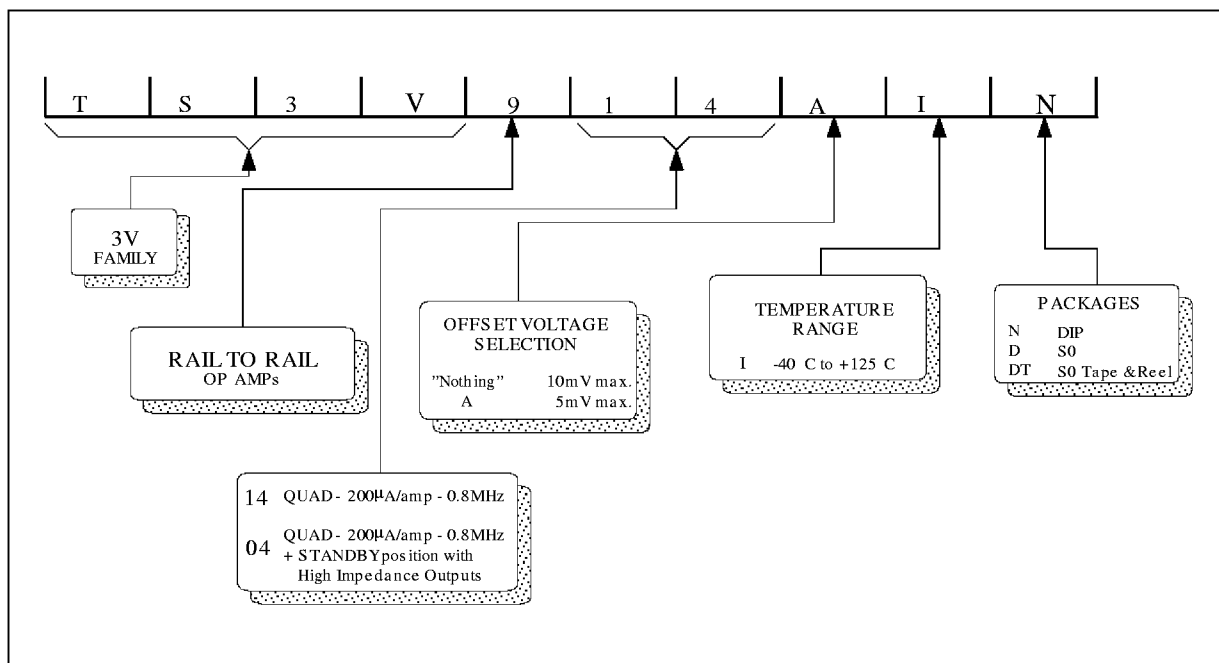 T S 3 V 9 1 4 A I N
3V
FAMILY
RAIL TO RAIL
OP AMPs
OFFSET VOLTAGE
SELECTION
"Nothing" 10mV max.
A 5mV max.
TEMPERATURE
RANGE
I -40 C to +125 C
PACKAGES
N DIP
D S0
DT S0 Tape & Reel
14 QUAD - 200µA/amp - 0.8MHz
04 QUAD - 200µA/amp - 0.8MHz
+ STANDBY position with
High Impedance Outputs